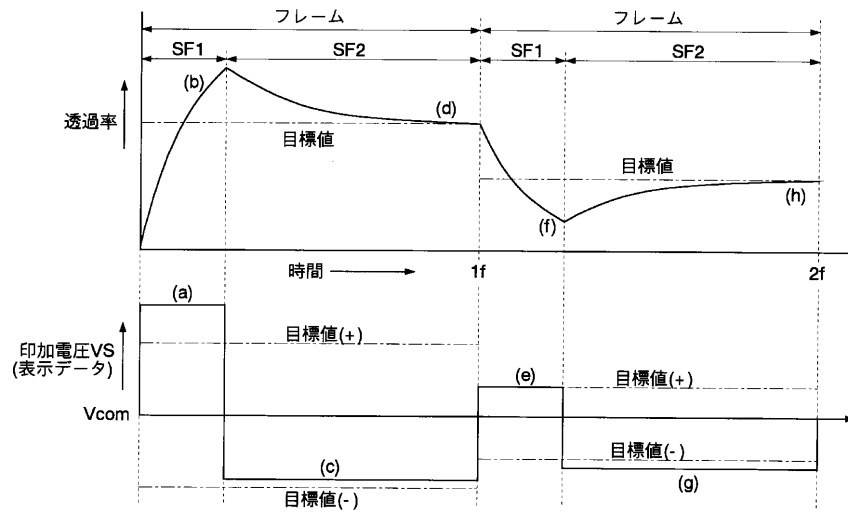 フレーム フレーム
SF1 SF2 SF1 SF2
(b)
(d)
透過率
目標値
目標値
(f)
(h)
時間 1f 2f
(a)
目標値(+)
印加電圧VS
(表示データ)
(e)
目標値(+)
Vcom
目標値(-)
(c)
(g)
目標値(-)